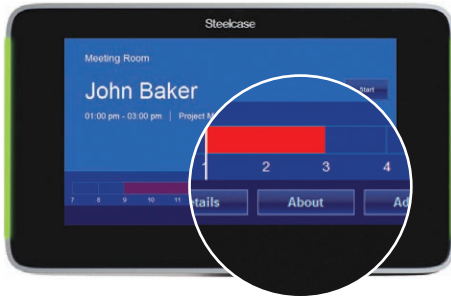 Steelcase
Meeting Room
John Baker
Start
01:00 pm - 03:00 pm | Project M
1 2 3 4
7 8 9 10 11
etails About Ad